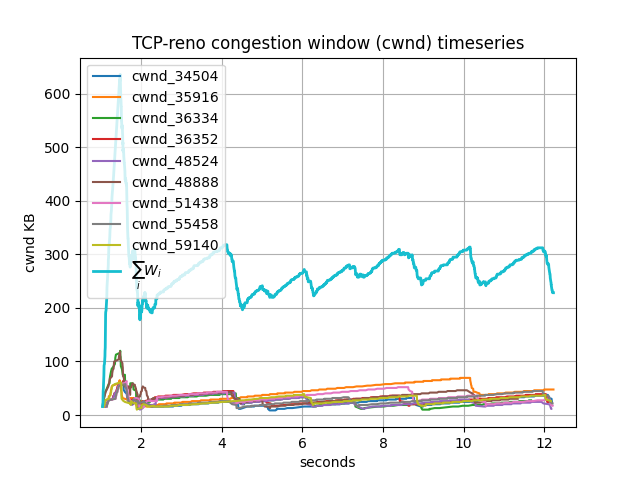 TCP-reno congestion window (cwnd) timeseries
cwnd KB
600
500
400
300
200
100
0
cwnd_34504
cwnd_35916
cwnd_36334
cwnd_36352
cwnd_48524
cwnd_48888
cwnd_51438
cwnd_55458
cwnd_59140
∑W_i
i
2 4 6 8 10 12
seconds